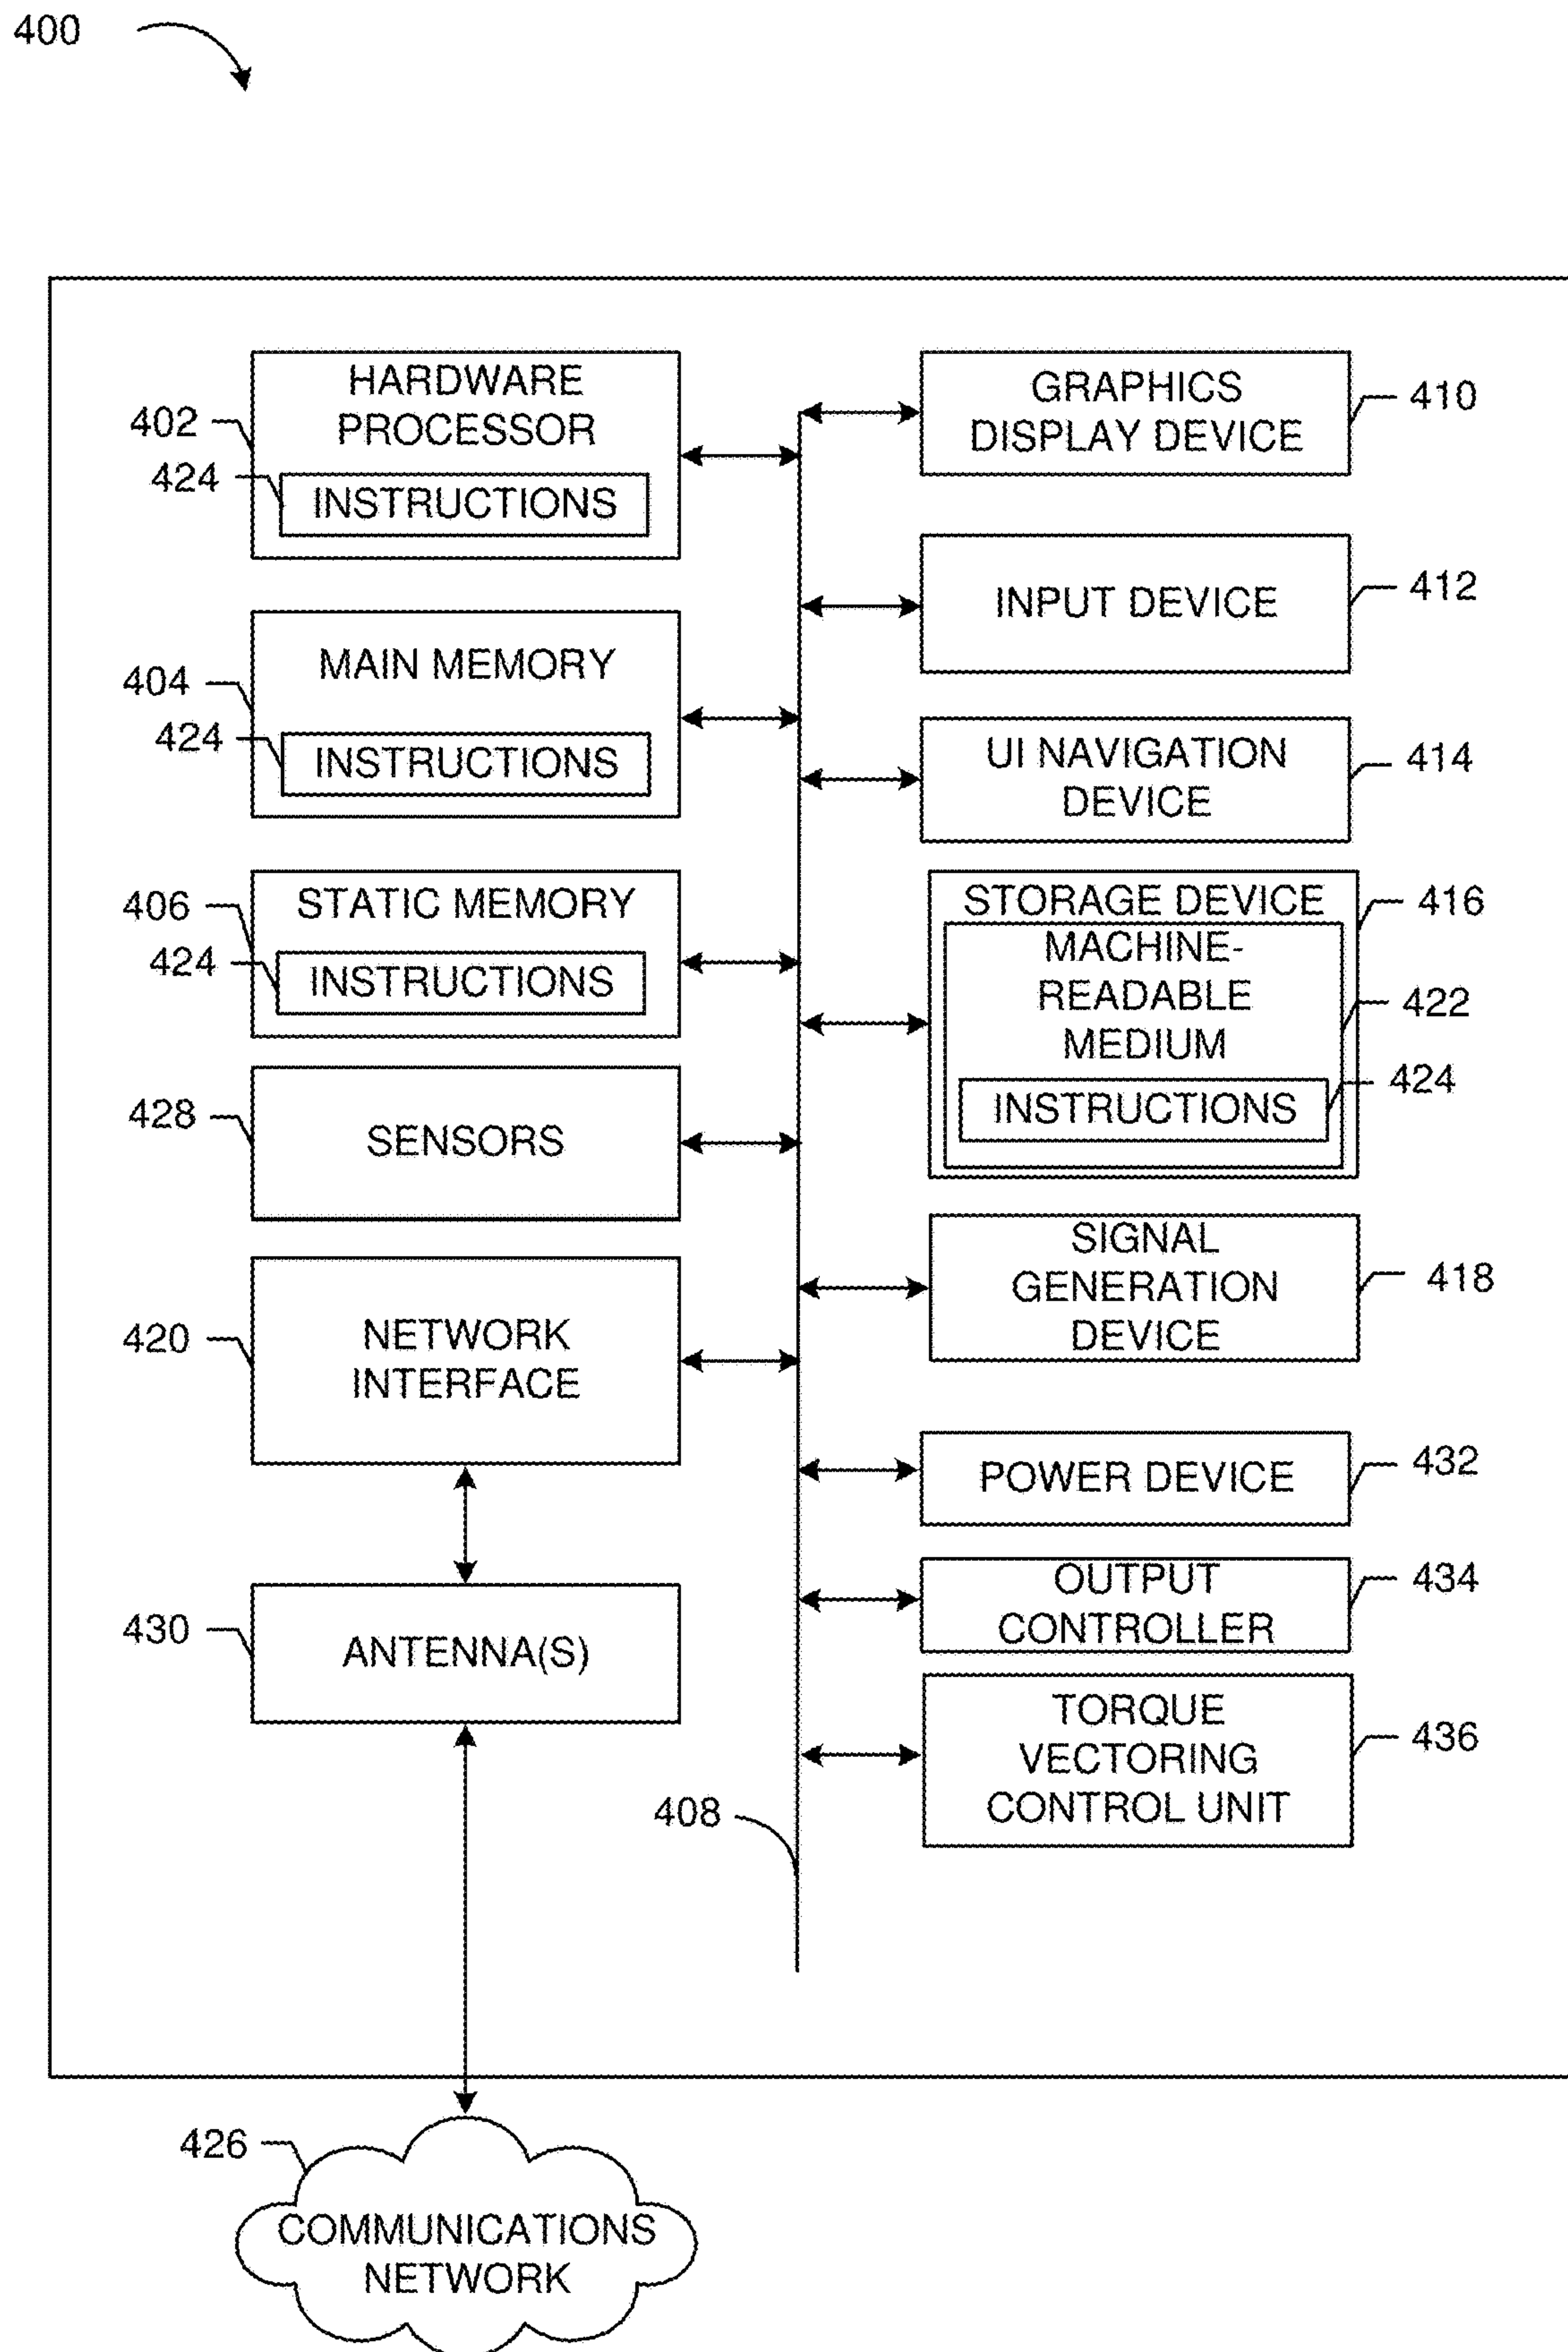 400
HARDWARE
PROCESSOR
402
424
INSTRUCTIONS
MAIN MEMORY
404
424
INSTRUCTIONS
STATIC MEMORY
406
424
INSTRUCTIONS
SENSORS
428
NETWORK
INTERFACE
420
ANTENNA(S)
430
GRAPHICS
DISPLAY DEVICE
410
INPUT DEVICE
412
UI NAVIGATION
DEVICE
414
STORAGE DEVICE
416
MACHINE-
READABLE
MEDIUM
422
INSTRUCTIONS
424
SIGNAL
GENERATION
DEVICE
418
POWER DEVICE
432
OUTPUT
CONTROLLER
434
TORQUE
VECTORING
CONTROL UNIT
436
408
426
COMMUNICATIONS
NETWORK